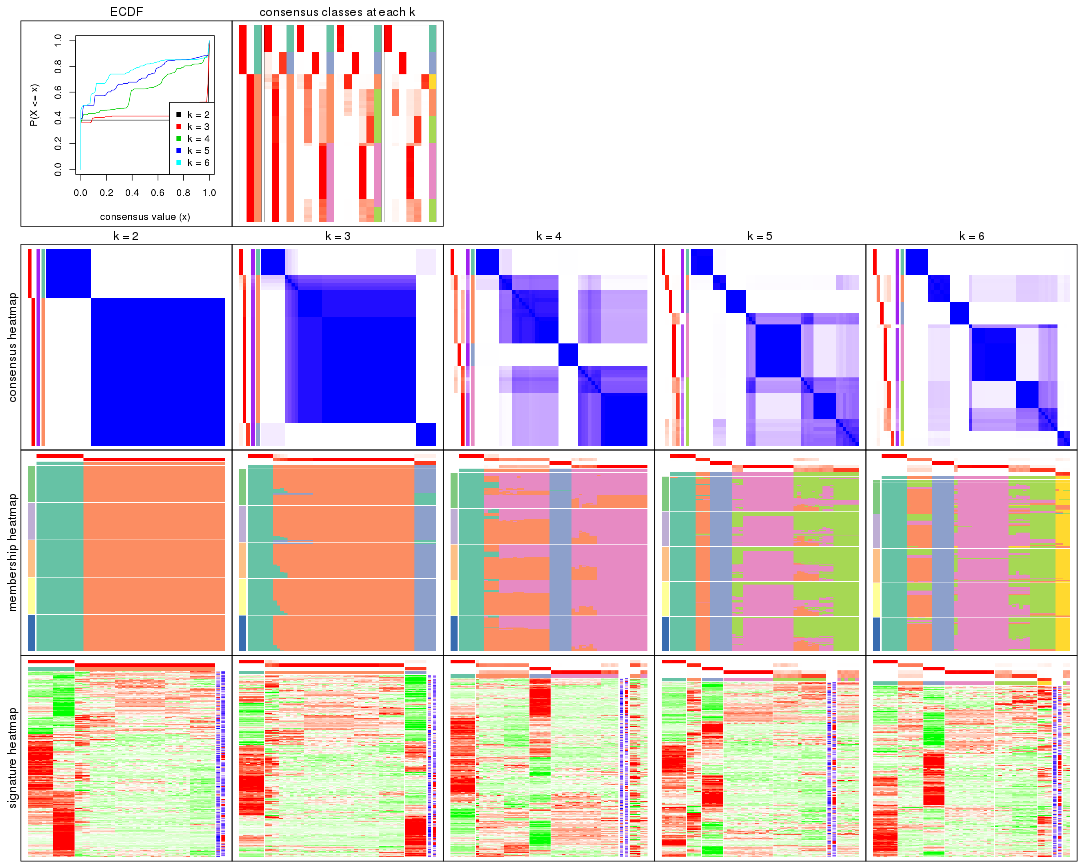 ECDF
consensus classes at each k
P(X <= x)
0.0 0.2 0.4 0.6 0.8 1.0
k = 2
k = 3
k = 4
k = 5
k = 6
0.0 0.2 0.4 0.6 0.8 1.0
consensus value (x)
k = 2 k = 3 k = 4 k = 5 k = 6
consensus heatmap
membership heatmap
signature heatmap